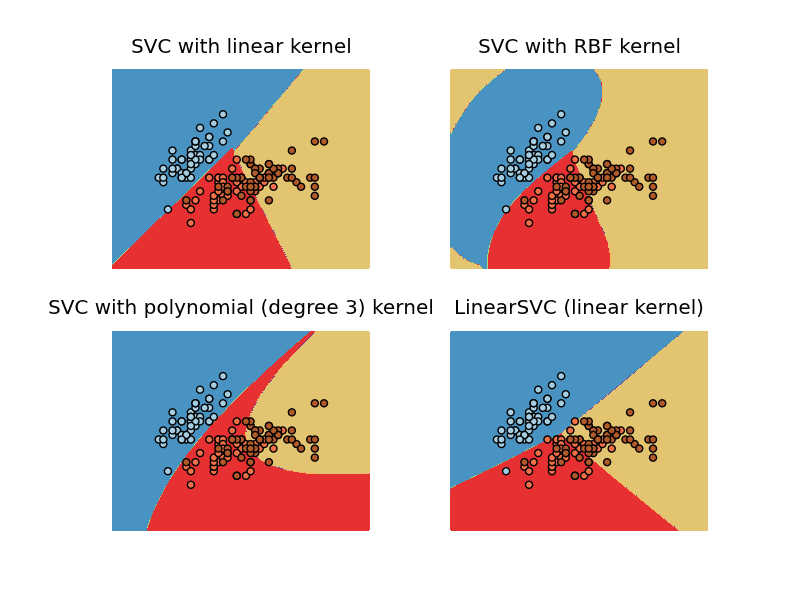 SVC with linear kernel
SVC with RBF kernel
SVC with polynomial (degree 3) kernel
LinearSVC (linear kernel)